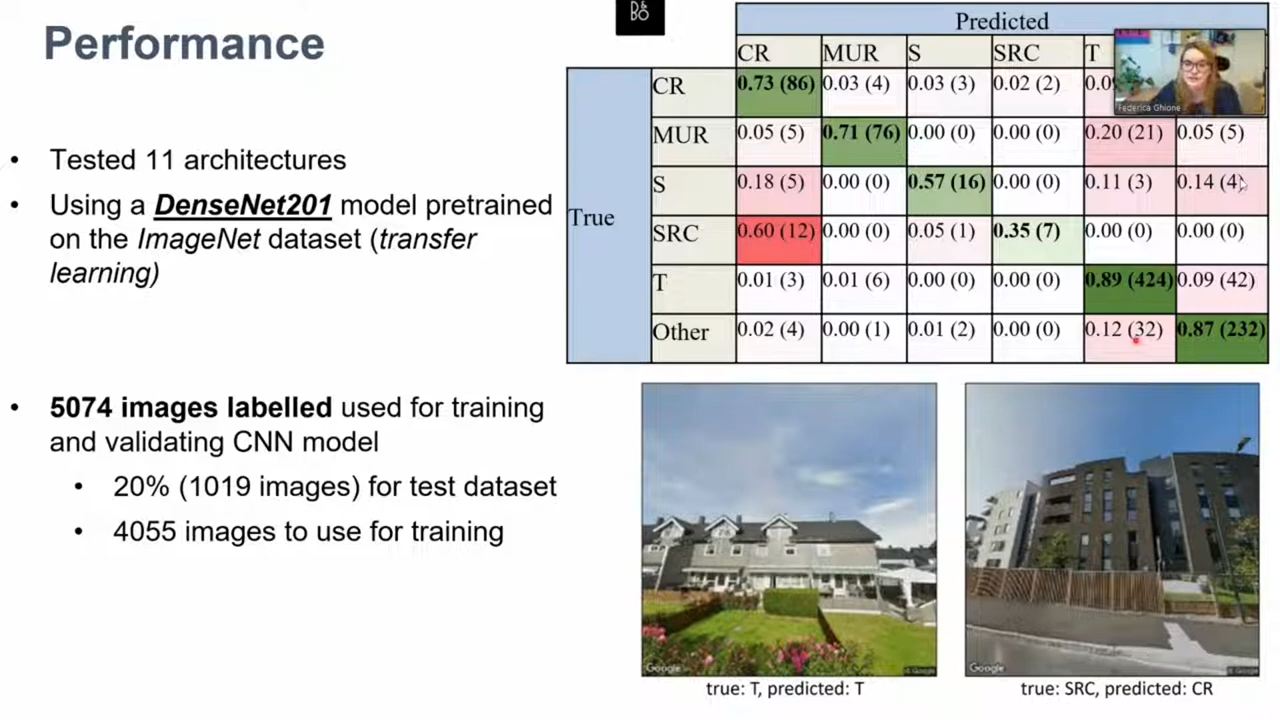 Performance
D&
BO
• Tested 11 architectures
• Using a DenseNet201 model pretrained
on the ImageNet dataset (transfer
learning)
• 5074 images labelled used for training
and validating CNN model
• 20% (1019 images) for test dataset
• 4055 images to use for training
Predicted
CR MUR S SRC T
True
CR 0.73 (86) 0.03 (4) 0.03 (3) 0.02 (2)
MUR 0.05 (5) 0.71 (76) 0.00 (0) 0.00 (0) 0.20 (21) 0.05 (5)
S 0.18 (5) 0.00 (0) 0.57 (16) 0.00 (0) 0.11 (3) 0.14 (4)
SRC 0.60 (12) 0.00 (0) 0.05 (1) 0.35 (7) 0.00 (0) 0.00 (0)
T 0.01 (3) 0.01 (6) 0.00 (0) 0.00 (0) 0.89 (424) 0.09 (42)
Other 0.02 (4) 0.00 (1) 0.01 (2) 0.00 (0) 0.12 (32) 0.87 (232)
Federica Ghione
Google © Google
Google © Google
true: T, predicted: T
true: SRC, predicted: CR